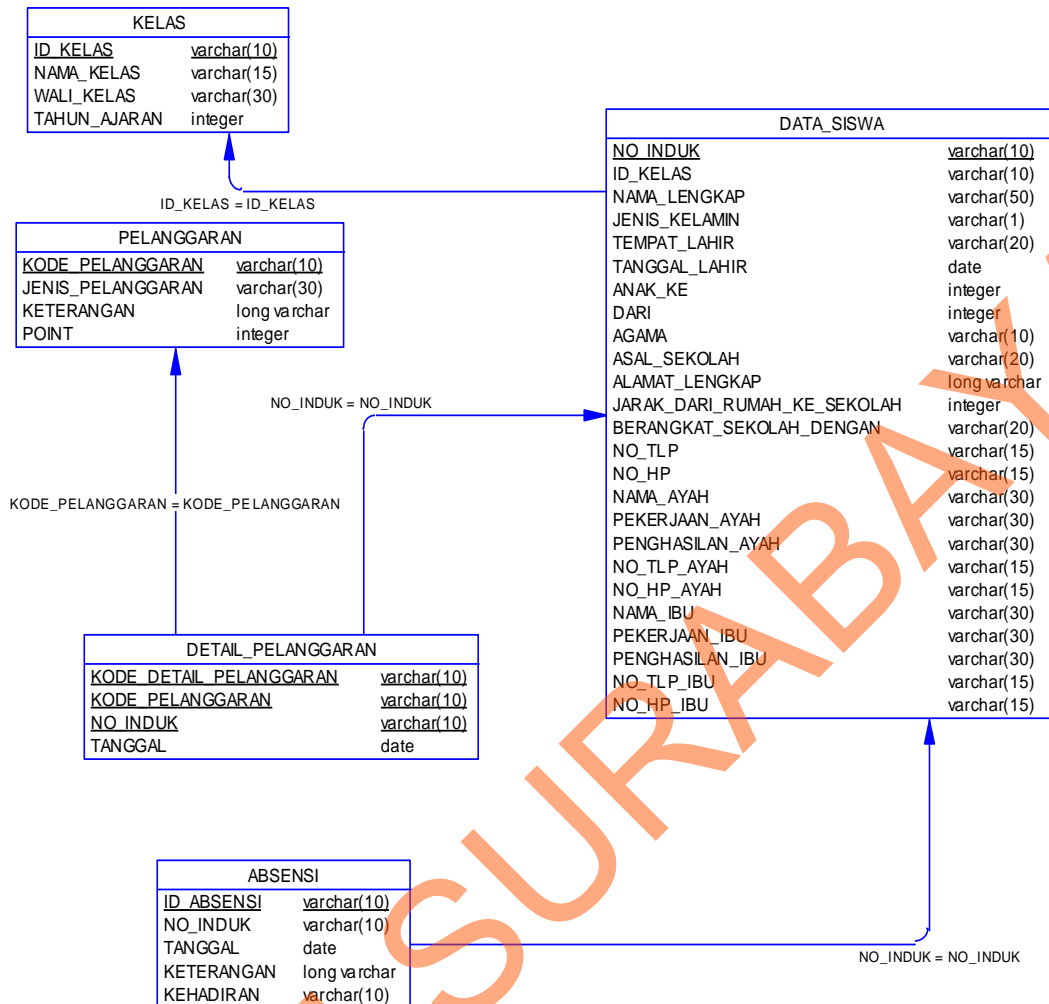 KELAS
ID_KELAS varchar(10)
NAMA_KELAS varchar(15)
WALI_KELAS varchar(30)
TAHUN_AJARAN integer
ID_KELAS = ID_KELAS
PELANGGARAN
KODE_PELANGGARAN varchar(10)
JENIS_PELANGGARAN varchar(30)
KETERANGAN long varchar
POINT integer
NO_INDUK = NO_INDUK
KODE_PELANGGARAN = KODE_PELANGGARAN
DATA_SISWA
NO_INDUK varchar(10)
ID_KELAS varchar(10)
NAMA_LENGKAP varchar(50)
JENIS_KELAMIN varchar(1)
TEMPAT_LAHIR varchar(20)
TANGGAL_LAHIR date
ANAK_KE integer
DARI integer
AGAMA varchar(10)
ASAL_SEKOLAH varchar(20)
ALAMAT_LENGKAP long varchar
JARAK_DARI_RUMAH_KE_SEKOLAH integer
BERANGKAT_SEKOLAH_DENGAN varchar(20)
NO_TLP varchar(15)
NO_HP varchar(15)
NAMA_AYAH varchar(30)
PEKERJAAN_AYAH varchar(30)
PENGHASILAN_AYAH varchar(30)
NO_TLP_AYAH varchar(15)
NO_HP_AYAH varchar(15)
NAMA_IBU varchar(30)
PEKERJAAN_IBU varchar(30)
PENGHASILAN_IBU varchar(30)
NO_TLP_IBU varchar(15)
NO_HP_IBU varchar(15)
DETAIL_PELANGGARAN
KODE_DETAIL_PELANGGARAN varchar(10)
KODE_PELANGGARAN varchar(10)
NO_INDUK varchar(10)
TANGGAL date
ABSENSI
ID_ABSENSI varchar(10)
NO_INDUK varchar(10)
TANGGAL date
KETERANGAN long varchar
KEHADIRAN varchar(10)
NO_INDUK = NO_INDUK
SURABAY